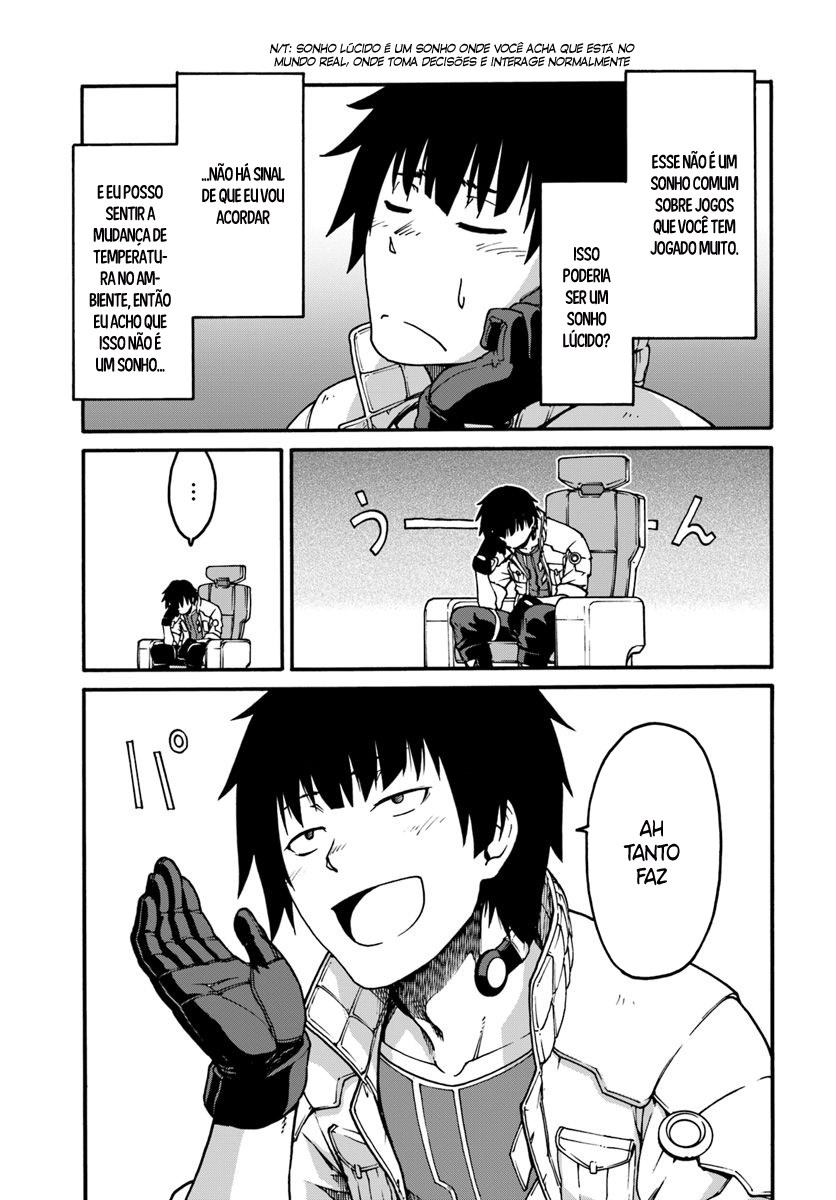 N/T: SONHO LÚCIDO É UM SONHO ONDE VOCÊ ACHA QUE ESTÁ NO
MUNDO REAL, ONDE TOMA DECISÕES E INTERAGE NORMALMENTE
ESSE NÃO É UM
SONHO COMUM
SOBRE JOGOS
QUE VOCÊ TEM
JOGADO MUITO.
ISSO
PODERIA
SER UM
SONHO
LÚCIDO?
...NÃO HÁ SINAL
DE QUE EU VOU
ACORDAR
E EU POSSO
SENTIR A
MUDANÇA DE
TEMPERATU-
RA NO AM-
BIENTE, ENTÃO
EU ACHO QUE
ISSO NÃO É
UM SONHO...
うーーん
...
パ
AH
TANTO
FAZ